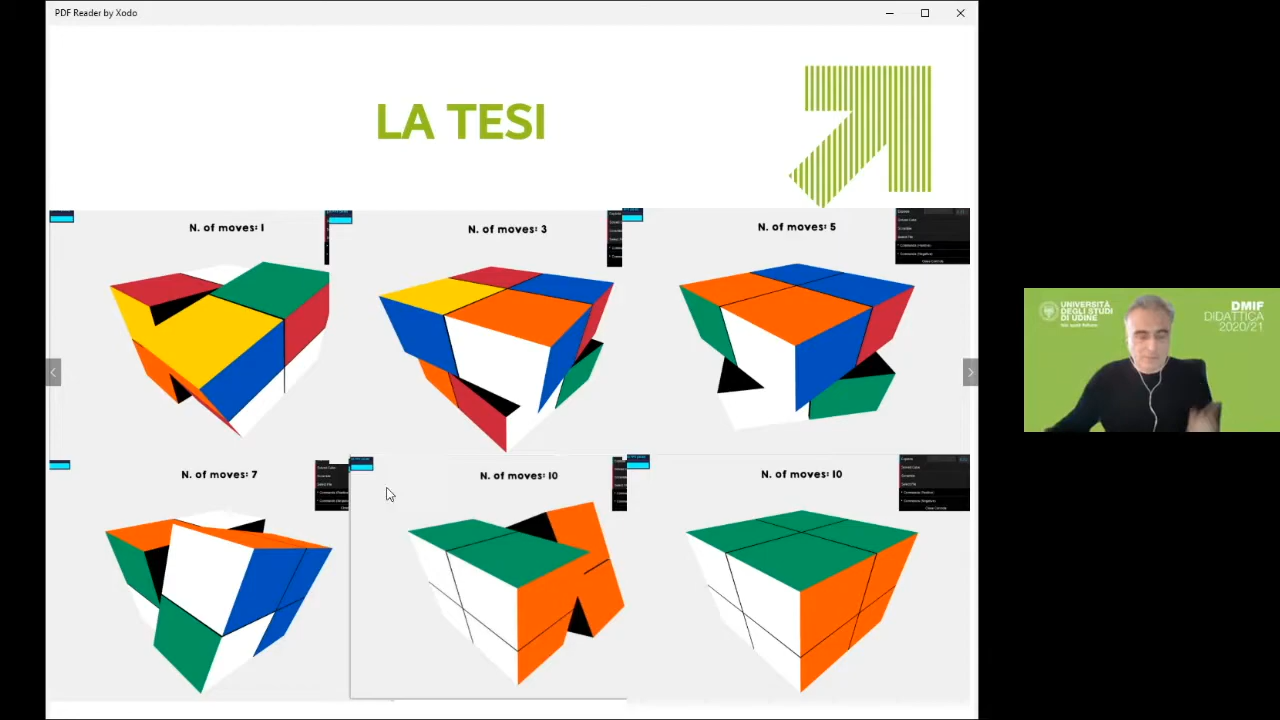 PDF Reader by Xodo
LA TESI
N. of moves: 1
N. of moves: 3
N. of moves: 5
N. of moves: 7
N. of moves: 10
N. of moves: 10
UNIVERSITÀ
DEGLI STUDI
DI UDINE
DMIF
DIDATTICA
2020/21